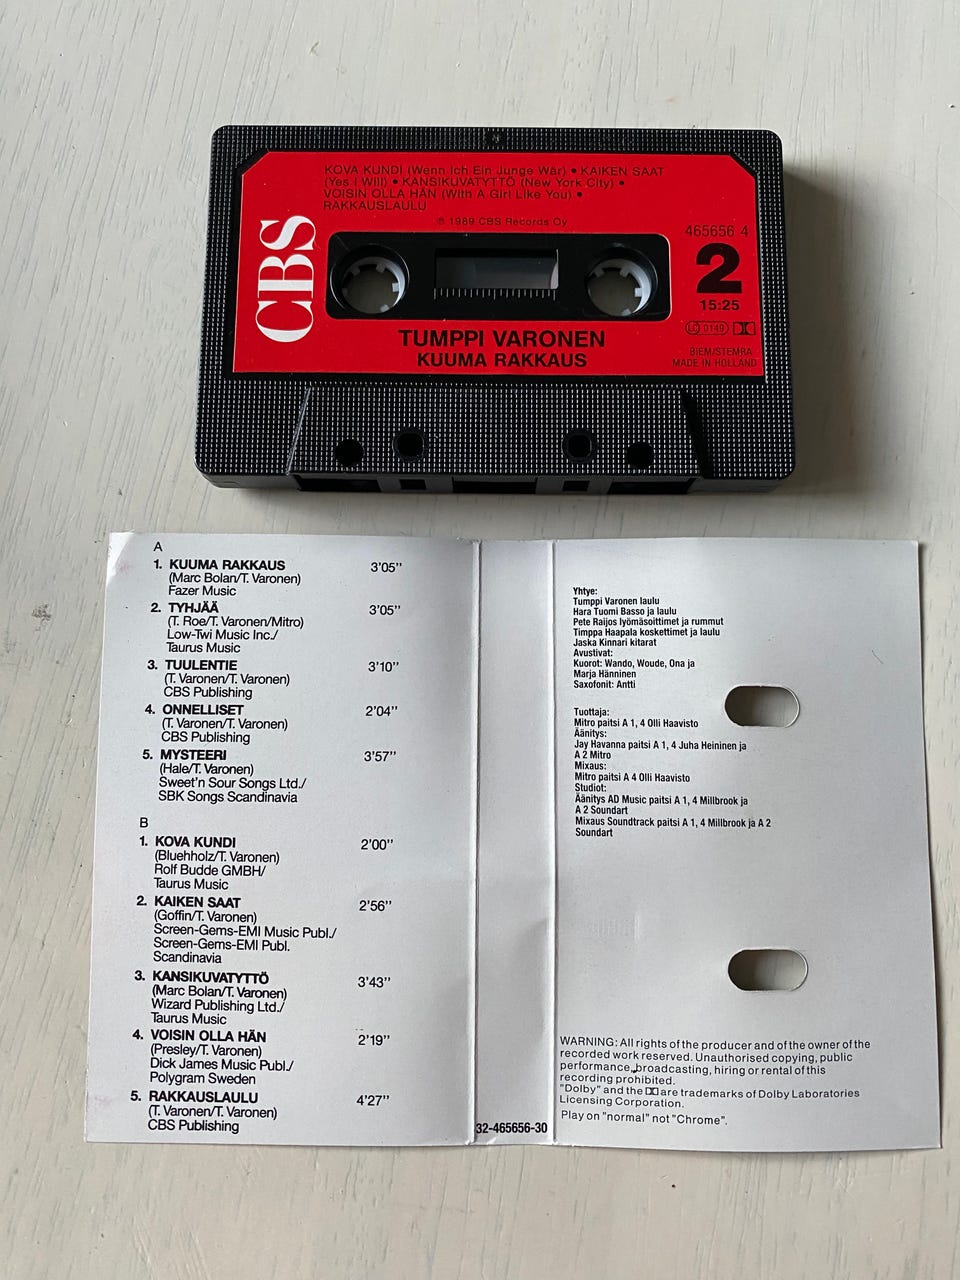 KOVA KUNDI (Wenn Ich Ein Junge Wär) • KAIKEN SAAT
(Yes I Will) • KANSIKUVATYTTÖ (New York City) •
VOISIN OLLA HÄN (With A Girl Like You) •
RAKKAUSLAULU
℗ 1989 CBS Records Oy
CBS
465656 4
2
15:25
LC 0149
TUMPPI VARONEN
KUUMA RAKKAUS
BIEM/STEMRA
MADE IN HOLLAND
A
1. KUUMA RAKKAUS 3'05''
(Marc Bolan/T. Varonen)
Fazer Music
2. TYHJÄÄ 3'05''
(T. Roe/T. Varonen/Mitro)
Low-Twi Music Inc./
Taurus Music
3. TUULENTIE 3'10''
(T. Varonen/T. Varonen)
CBS Publishing
4. ONNELLISET 2'04''
(T. Varonen/T. Varonen)
CBS Publishing
5. MYSTEERI 3'57''
(Hale/T. Varonen)
Sweet'n Sour Songs Ltd./
SBK Songs Scandinavia
B
1. KOVA KUNDI 2'00''
(Bluehholz/T. Varonen)
Rolf Budde GMBH/
Taurus Music
2. KAIKEN SAAT 2'56''
(Goffin/T. Varonen)
Screen-Gems-EMI Music Publ./
Screen-Gems-EMI Publ.
Scandinavia
3. KANSIKUVATYTTÖ 3'43''
(Marc Bolan/T. Varonen)
Wizard Publishing Ltd./
Taurus Music
4. VOISIN OLLA HÄN 2'19''
(Presley/T. Varonen)
Dick James Music Publ./
Polygram Sweden
5. RAKKAUSLAULU 4'27''
(T. Varonen/T. Varonen)
CBS Publishing
32-465656-30
Yhtye:
Tumppi Varonen laulu
Hara Tuomi Basso ja laulu
Pete Raijos lyömäsoittimet ja rummut
Timppa Haapala koskettimet ja laulu
Jaska Kinnari kitarat
Avustivat:
Kuorot: Wando, Woude, Ona ja
Marja Hänninen
Saxofonit: Antti
Tuottaja:
Mitro paitsi A 1, 4 Olli Haavisto
Äänitys:
Jay Havanna paitsi A 1, 4 Juha Heininen ja
A 2 Mitro
Mixaus:
Mitro paitsi A 4 Olli Haavisto
Studiot:
Äänitys AD Music paitsi A 1, 4 Millbrook ja
A 2 Soundart
Mixaus Soundtrack paitsi A 1, 4 Millbrook ja A 2
Soundart
WARNING: All rights of the producer and of the owner of the
recorded work reserved. Unauthorised copying, public
performance, broadcasting, hiring or rental of this
recording prohibited.
"Dolby" and the are trademarks of Dolby Laboratories
Licensing Corporation.
Play on "normal" not "Chrome".